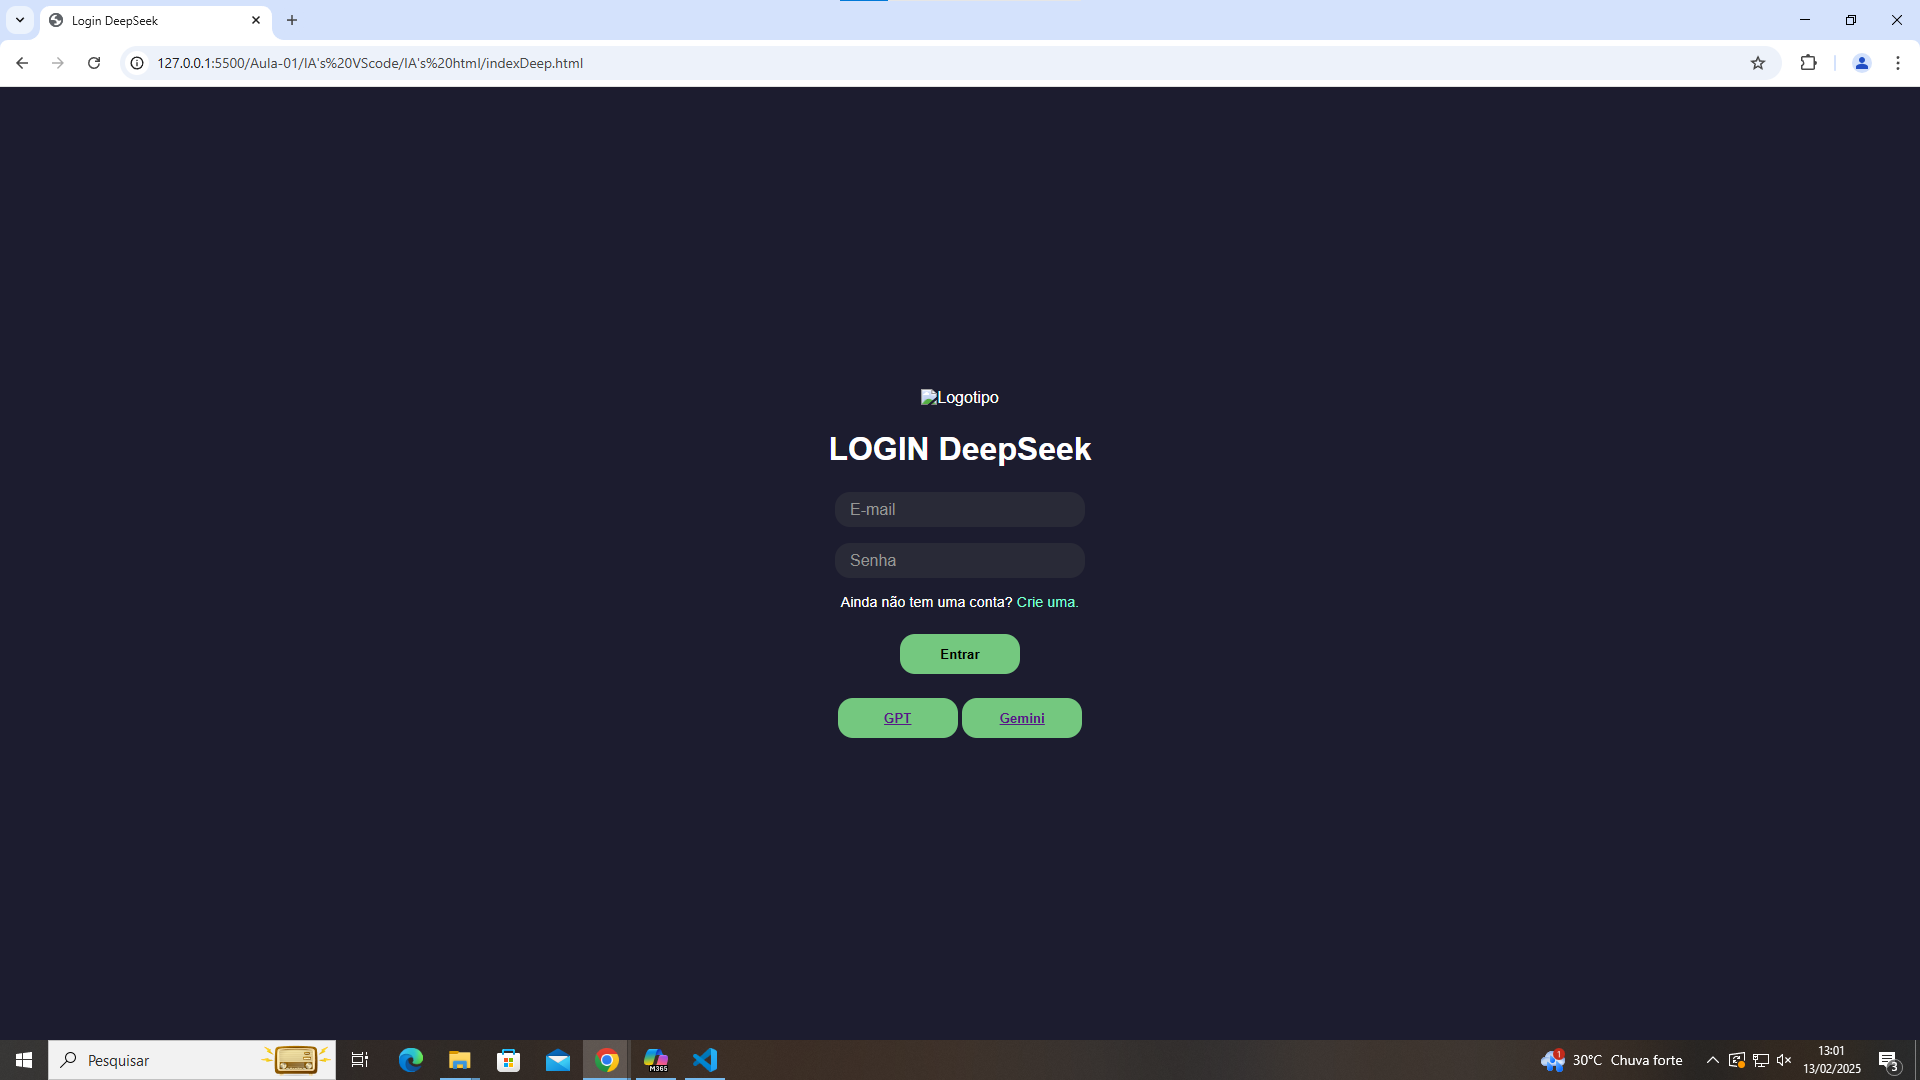 Login DeepSeek
127.0.0.1:5500/Aula-01/IA's%20VScode/IA's%20html/indexDeep.html
Logotipo
LOGIN DeepSeek
E-mail
Senha
Ainda não tem uma conta? Crie uma.
Entrar
GPT Gemini
Pesquisar
M365
1
30°C Chuva forte
13:01
13/02/2025
3